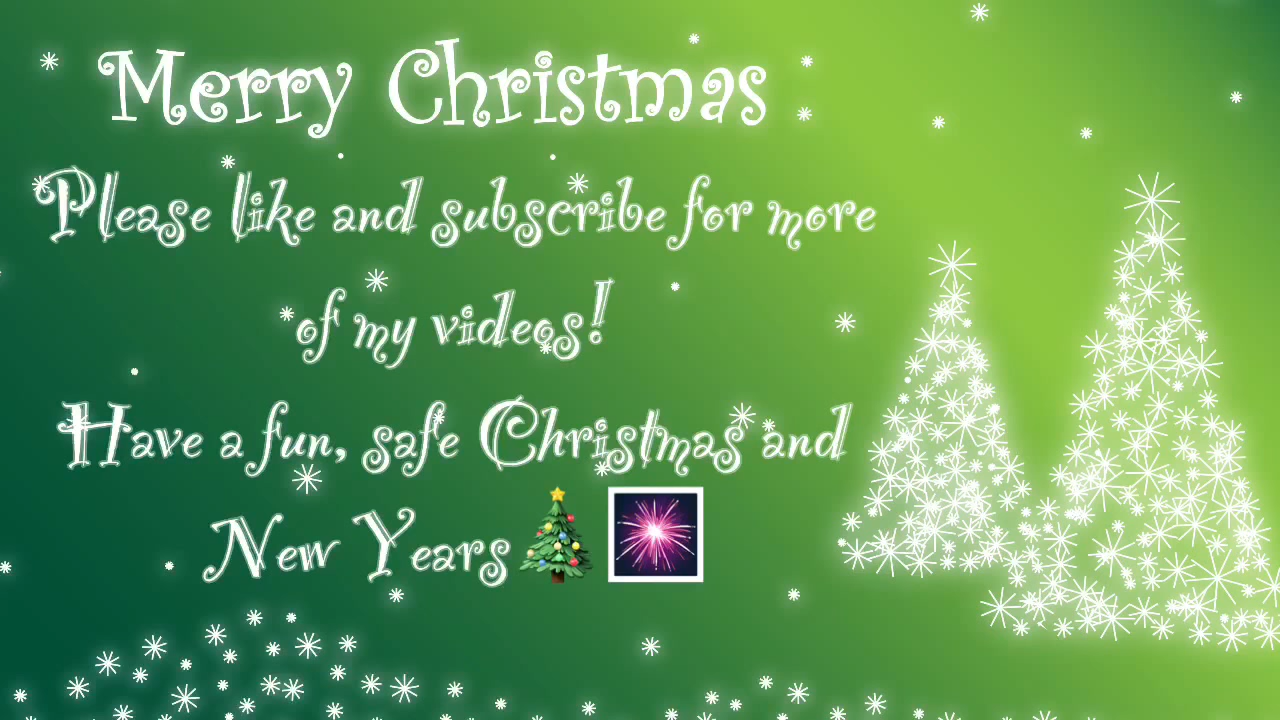 Merry Christmas
Please like and subscribe for more
of my videos!
Have a fun, safe Christmas and
New Years🎄🎆